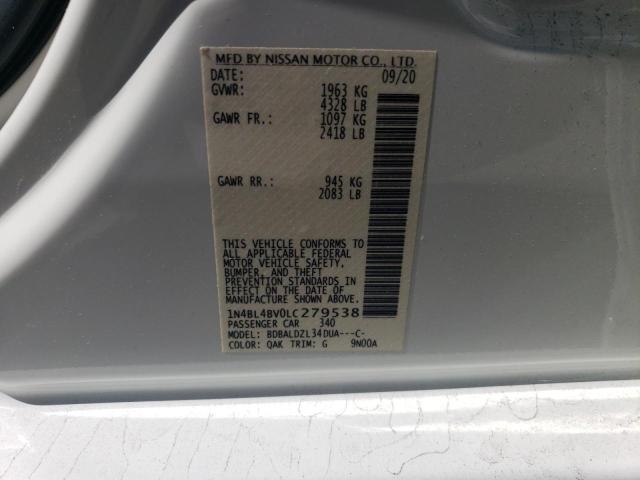 MFD BY NISSAN MOTOR CO., LTD.
DATE: 09/20
GVWR: 1963 KG
4328 LB
GAWR FR.: 1097 KG
2418 LB
GAWR RR.: 945 KG
2083 LB
THIS VEHICLE CONFORMS TO
ALL APPLICABLE FEDERAL
MOTOR VEHICLE SAFETY,
BUMPER, AND THEFT
PREVENTION STANDARDS IN
EFFECT ON THE DATE OF
MANUFACTURE SHOWN ABOVE.
1N4BL4BV0LC279538
PASSENGER CAR 340
MODEL: BDBALDZL34DUA---C-
COLOR: QAK TRIM: G 9N00A